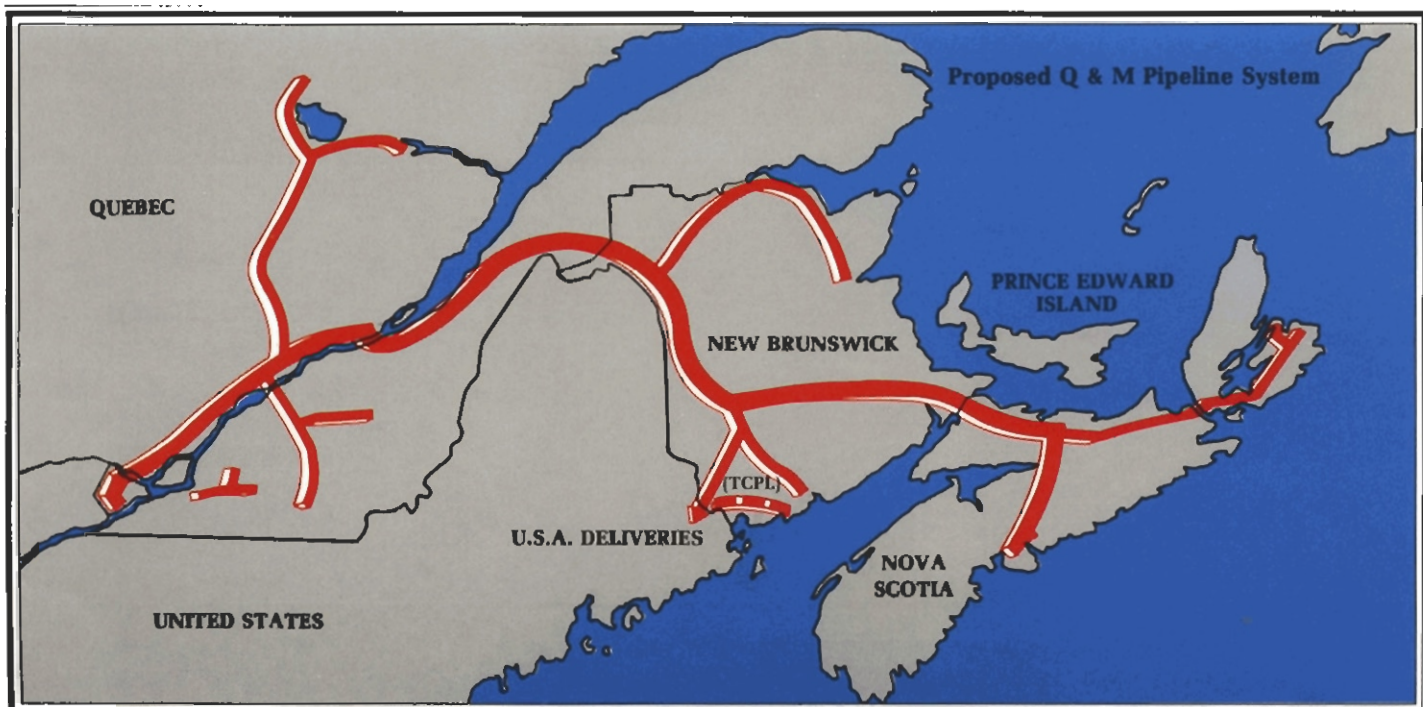 Proposed Q & M Pipeline System
QUEBEC
PRINCE EDWARD
ISLAND
NEW BRUNSWICK
(TCPL)
U.S.A. DELIVERIES
NOVA
SCOTIA
UNITED STATES